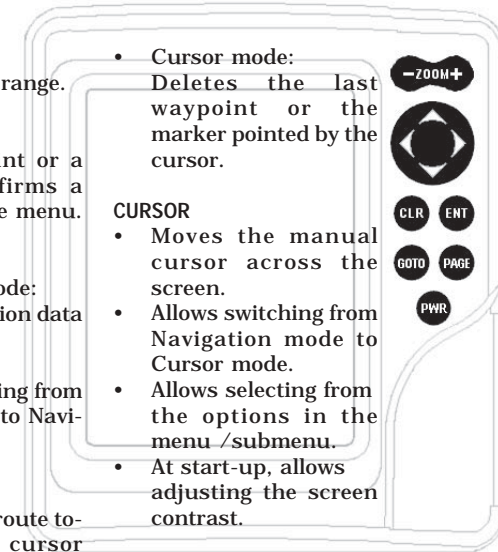 range.
nt or a
firms a
e menu.
ode:
ion data
ing from
to Navi-
route to-
cursor
• Cursor mode:
Deletes the last
waypoint or the
marker pointed by the
cursor.
CURSOR
• Moves the manual
cursor across the
screen.
• Allows switching from
Navigation mode to
Cursor mode.
• Allows selecting from
the options in the
menu /submenu.
• At start-up, allows
adjusting the screen
contrast.
-ZOOM+
CLR ENT
GOTO PAGE
PWR